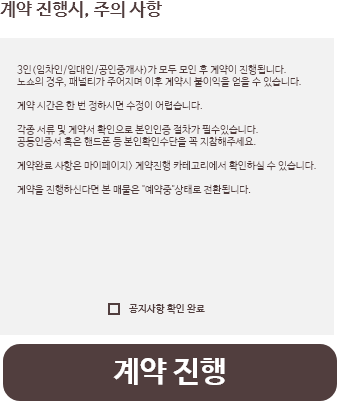 계약 진행시, 주의 사항
3인(임차인/임대인/공인중개사)가 모두 모인 후 계약이 진행됩니다.
노쇼의 경우, 패널티가 주어지며 이후 계약시 불이익을 얻을 수 있습니다.
계약 시간은 한 번 정하시면 수정이 어렵습니다.
각종 서류 및 계약서 확인으로 본인인증 절차가 필수있습니다.
공동인증서 혹은 핸드폰 등 본인확인수단을 꼭 지참해주세요.
계약완료 사항은 마이페이지> 계약진행 카테고리에서 확인하실 수 있습니다.
계약을 진행하신다면 본 매물은 "예약중"상태로 전환됩니다.
공지사항 확인 완료
계약 진행